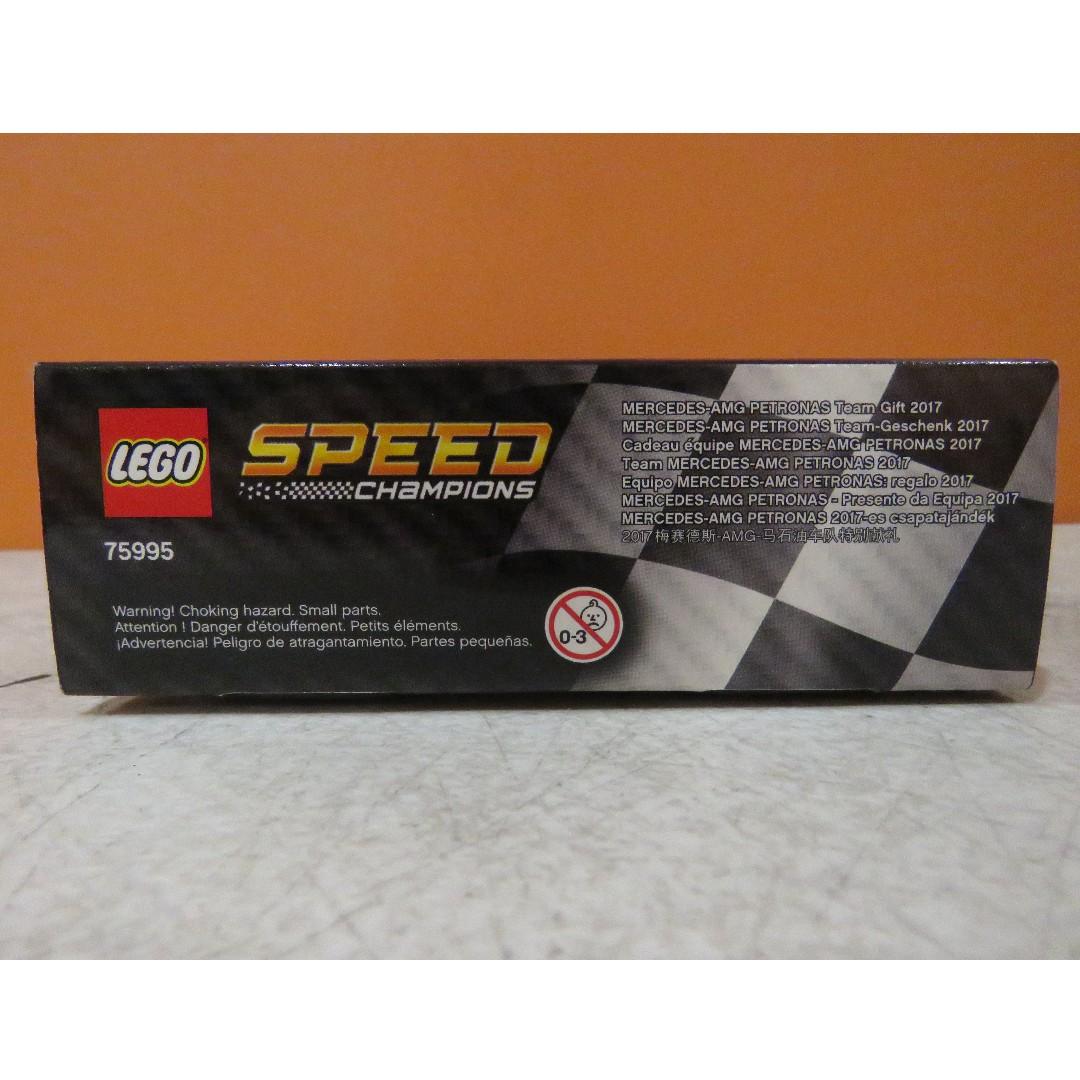 LEGO
SPEED
CHAMPIONS
75995
Warning! Choking hazard. Small parts.
Attention ! Danger d'étouffement. Petits éléments.
¡Advertencia! Peligro de atragantamiento. Partes pequeñas.
0-3
MERCEDES-AMG PETRONAS Team Gift 2017
MERCEDES-AMG PETRONAS Team-Geschenk 2017
Cadeau équipe MERCEDES-AMG PETRONAS 2017
Team MERCEDES-AMG PETRONAS 2017
Equipo MERCEDES-AMG PETRONAS: regalo 2017
MERCEDES-AMG PETRONAS - Presente da Equipa 2017
MERCEDES-AMG PETRONAS 2017-es csapatajándék
2017 梅赛德斯-AMG-马石油车队特别献礼